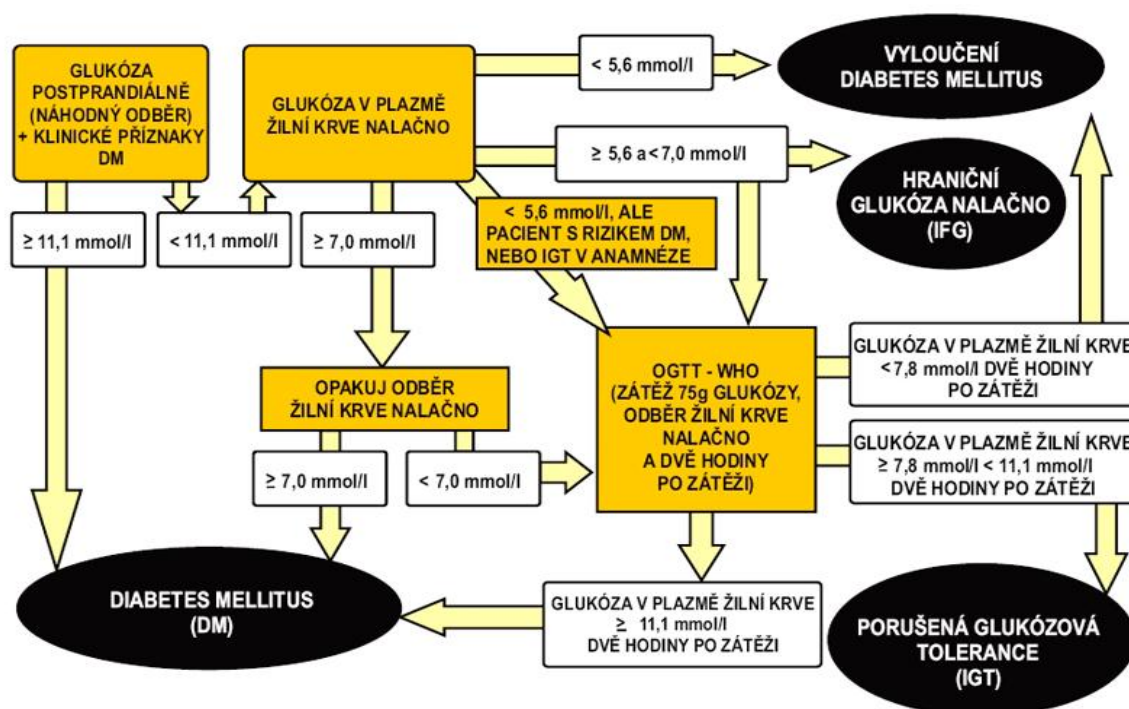 GLUKÓZA
POSTPRANDIÁLNĚ
(NÁHODNÝ ODBĚR)
+ KLINICKÉ PŘÍZNAKY
DM
GLUKÓZA V PLAZMĚ
ŽILNÍ KRVE NALAČNO
< 5,6 mmol/l
VYLOUČENÍ
DIABETES MELLITUS
≥ 5,6 a < 7,0 mmol/l
HRANIČNÍ
GLUKÓZA NALAČNO
(IFG)
≥ 11,1 mmol/l
< 11,1 mmol/l
≥ 7,0 mmol/l
< 5,6 mmol/l, ALE
PACIENT S RIZIKEM DM,
NEBO IGT V ANAMNÉZE
OPAKUJ ODBĚR
ŽILNÍ KRVE NALAČNO
≥ 7,0 mmol/l
< 7,0 mmol/l
OGTT - WHO
(ZÁTĚŽ 75g GLUKÓZY,
ODBĚR ŽILNÍ KRVE
NALAČNO
A DVĚ HODINY
PO ZÁTĚŽI)
GLUKÓZA V PLAZMĚ ŽILNÍ KRVE
< 7,8 mmol/l DVĚ HODINY
PO ZÁTĚŽI
GLUKÓZA V PLAZMĚ ŽILNÍ KRVE
≥ 7,8 mmol/l < 11,1 mmol/l
DVĚ HODINY PO ZÁTĚŽI
DIABETES MELLITUS
(DM)
GLUKÓZA V PLAZMĚ ŽILNÍ KRVE
≥ 11,1 mmol/l
DVĚ HODINY PO ZÁTĚŽI
PORUŠENÁ GLUKÓZOVÁ
TOLERANCE
(IGT)